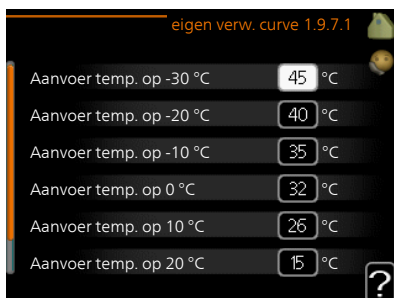 eigen verw. curve 1.9.7.1
Aanvoer temp. op -30 °C 45 °C
Aanvoer temp. op -20 °C 40 °C
Aanvoer temp. op -10 °C 35 °C
Aanvoer temp. op 0 °C 32 °C
Aanvoer temp. op 10 °C 26 °C
Aanvoer temp. op 20 °C 15 °C
?